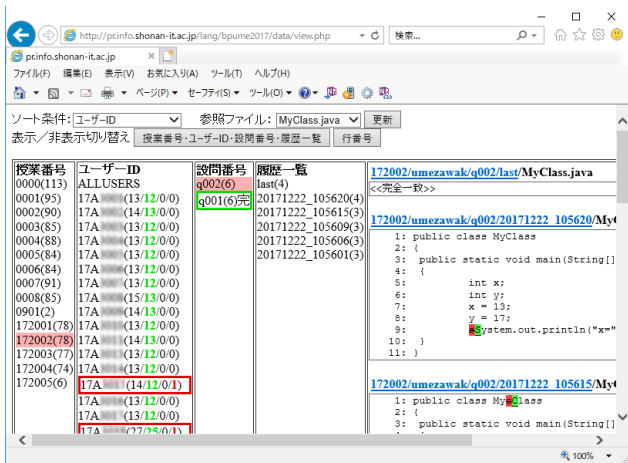 http://pr.info.shonan-it.ac.jp/lang/bpume2017/data/view.php
検索...
pr.info.shonan-it.ac.jp
ファイル(F) 編集(E) 表示(V) お気に入り(A) ツール(T) ヘルプ(H)
ページ(P) セーフティ(S) ツール(O)
ソート条件: ユーザーID 参照ファイル: MyClass.java 更新
表示／非表示切り替え 授業番号・ユーザーID・設問番号・履歴一覧 行番号
授業番号
0000(113)
0001(95)
0002(90)
0003(85)
0004(88)
0005(84)
0006(84)
0007(91)
0008(85)
0901(2)
172001(78)
172002(78)
172003(77)
172004(74)
172005(6)
ユーザーID
ALLUSERS
17A (13/12/0/0)
17A (14/13/0/0)
17A (13/12/0/0)
17A (13/12/0/0)
17A (13/12/0/0)
17A (13/12/0/0)
17A (13/12/0/0)
17A (15/13/0/0)
17A (14/13/0/0)
17A (13/12/0/0)
17A (14/13/0/0)
17A (13/12/0/0)
17A (13/12/0/0)
17A (14/12/0/1)
17A (13/12/0/0)
17A (13/12/0/0)
17A (27/25/0/1)
設問番号
q002(6)
q001(6)完
履歴一覧
last(4)
20171222_105620(4)
20171222_105615(3)
20171222_105609(3)
20171222_105606(3)
20171222_105601(3)
172002/umezawak/q002/last/MyClass.java
<<完全一致>>
172002/umezawak/q002/20171222_105620/MyC
1: public class MyClass
2: {
3: public static void main(String[]
4: {
5: int x;
6: int y;
7: x = 13;
8: y = 17;
9: sSystem.out.println("x="
10: }
11: }
172002/umezawak/q002/20171222_105615/MyC
1: public class MycClass
2: {
3: public static void main(String[]
100%